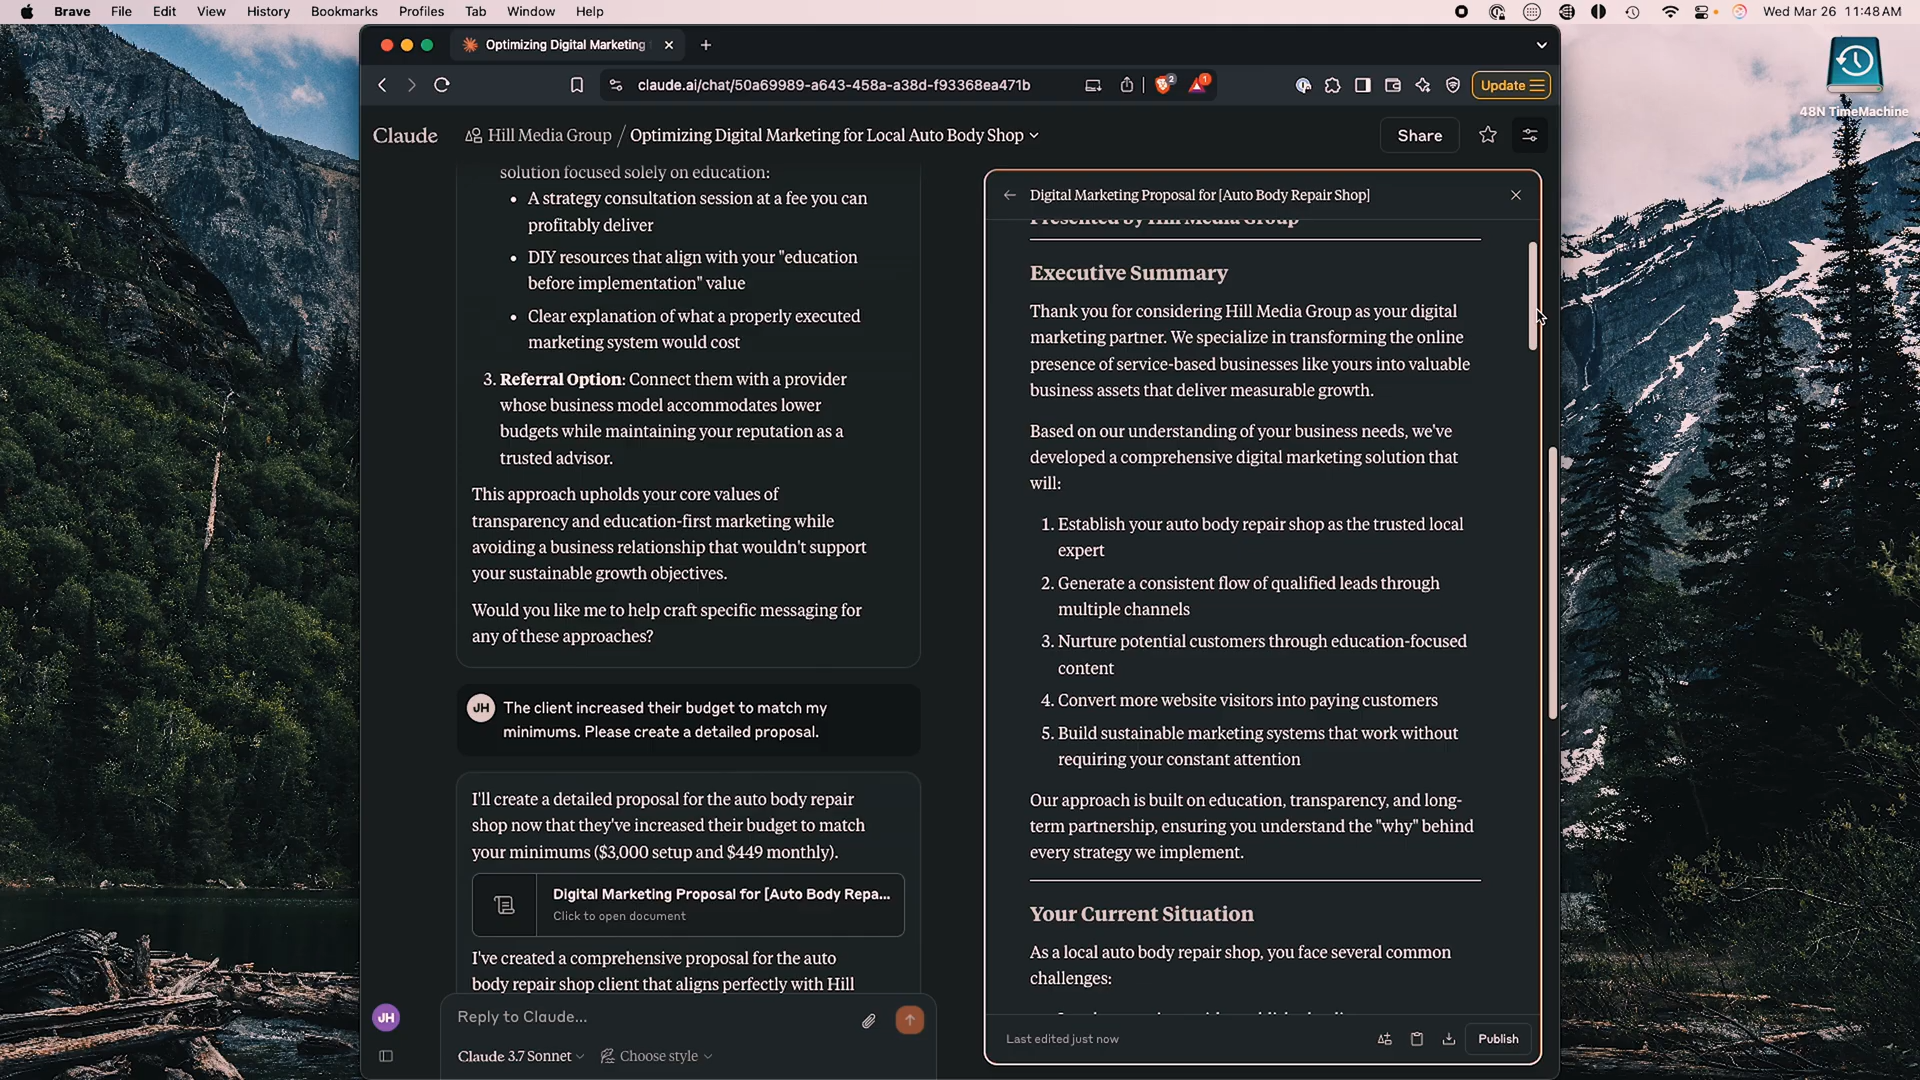 Brave File Edit View History Bookmarks Profiles Tab Window Help
Wed Mar 26 11:48 AM
48N TimeMachine
Optimizing Digital Marketing
claude.ai/chat/50a69989-a643-458a-a38d-f93368ea471b
2
1
Update
Claude
Hill Media Group / Optimizing Digital Marketing for Local Auto Body Shop
Share
solution focused solely on education:
• A strategy consultation session at a fee you can
profitably deliver
• DIY resources that align with your "education
before implementation" value
• Clear explanation of what a properly executed
marketing system would cost
3. Referral Option: Connect them with a provider
whose business model accommodates lower
budgets while maintaining your reputation as a
trusted advisor.
This approach upholds your core values of
transparency and education-first marketing while
avoiding a business relationship that wouldn't support
your sustainable growth objectives.
Would you like me to help craft specific messaging for
any of these approaches?
JH
The client increased their budget to match my
minimums. Please create a detailed proposal.
I'll create a detailed proposal for the auto body repair
shop now that they've increased their budget to match
your minimums ($3,000 setup and $449 monthly).
Digital Marketing Proposal for [Auto Body Repa...
Click to open document
I've created a comprehensive proposal for the auto
body repair shop client that aligns perfectly with Hill
JH
Reply to Claude...
Claude 3.7 Sonnet
Choose style
Digital Marketing Proposal for [Auto Body Repair Shop]
Presented by Hill Media Group
Executive Summary
Thank you for considering Hill Media Group as your digital
marketing partner. We specialize in transforming the online
presence of service-based businesses like yours into valuable
business assets that deliver measurable growth.
Based on our understanding of your business needs, we've
developed a comprehensive digital marketing solution that
will:
1. Establish your auto body repair shop as the trusted local
expert
2. Generate a consistent flow of qualified leads through
multiple channels
3. Nurture potential customers through education-focused
content
4. Convert more website visitors into paying customers
5. Build sustainable marketing systems that work without
requiring your constant attention
Our approach is built on education, transparency, and long-
term partnership, ensuring you understand the "why" behind
every strategy we implement.
Your Current Situation
As a local auto body repair shop, you face several common
challenges:
Last edited just now
Publish